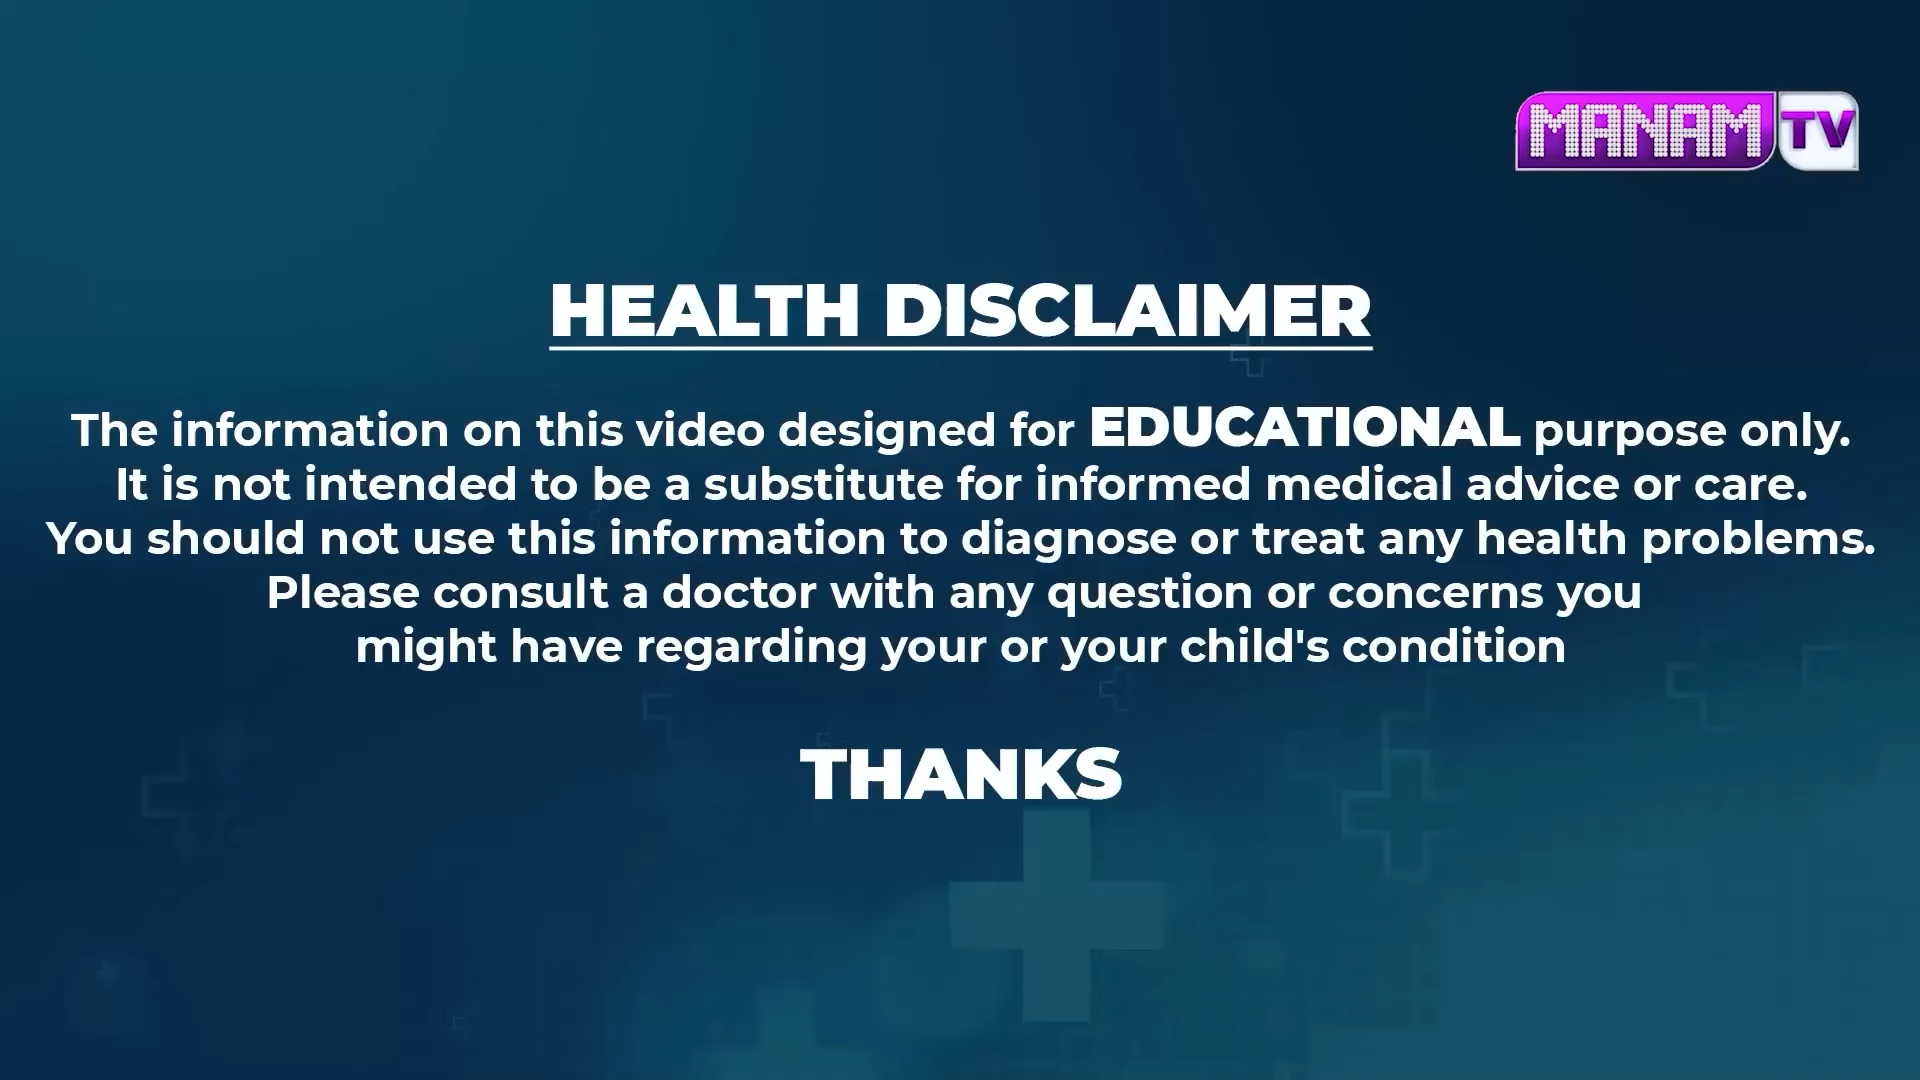 MANAM TV
HEALTH DISCLAIMER
The information on this video designed for EDUCATIONAL purpose only.
It is not intended to be a substitute for informed medical advice or care.
You should not use this information to diagnose or treat any health problems.
Please consult a doctor with any question or concerns you
might have regarding your or your child's condition
THANKS